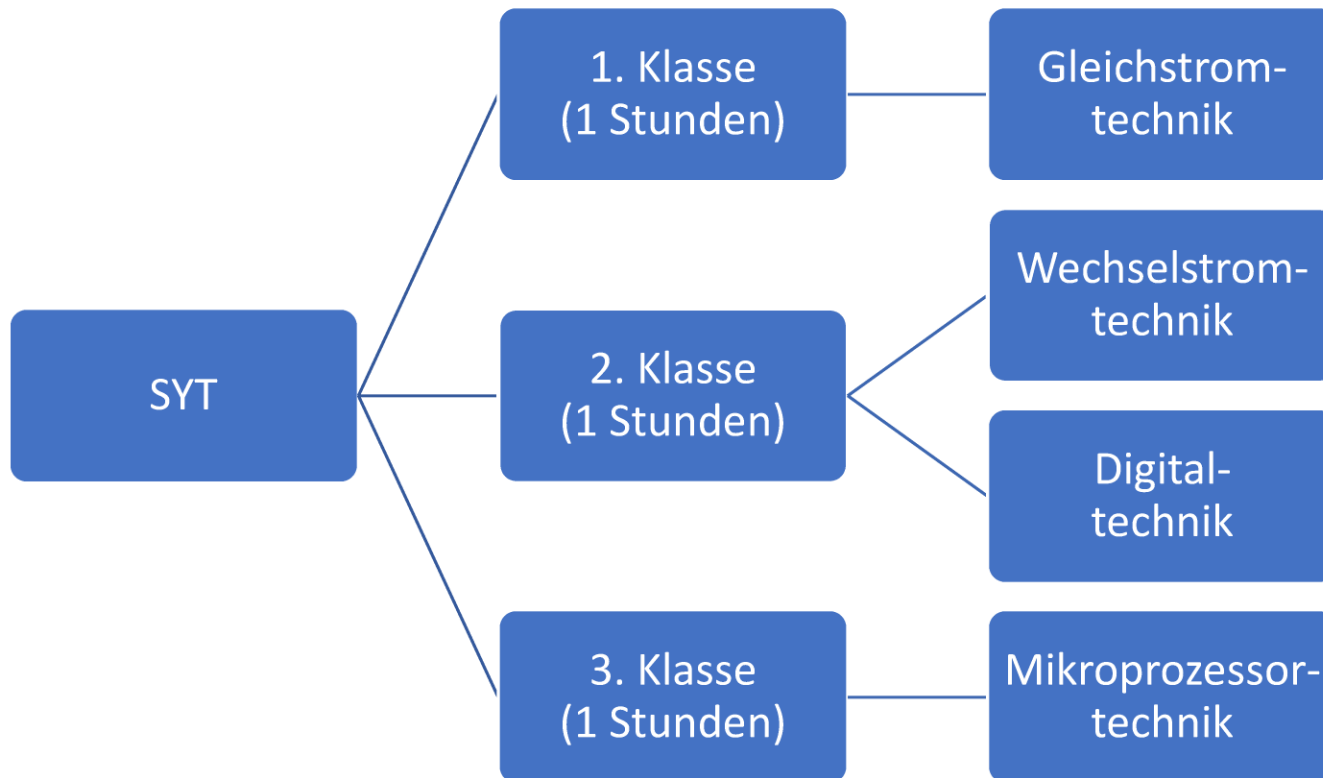 SYT
1. Klasse
(1 Stunden)
Gleichstrom-
technik
2. Klasse
(1 Stunden)
Wechselstrom-
technik
Digital-
technik
3. Klasse
(1 Stunden)
Mikroprozessor-
technik